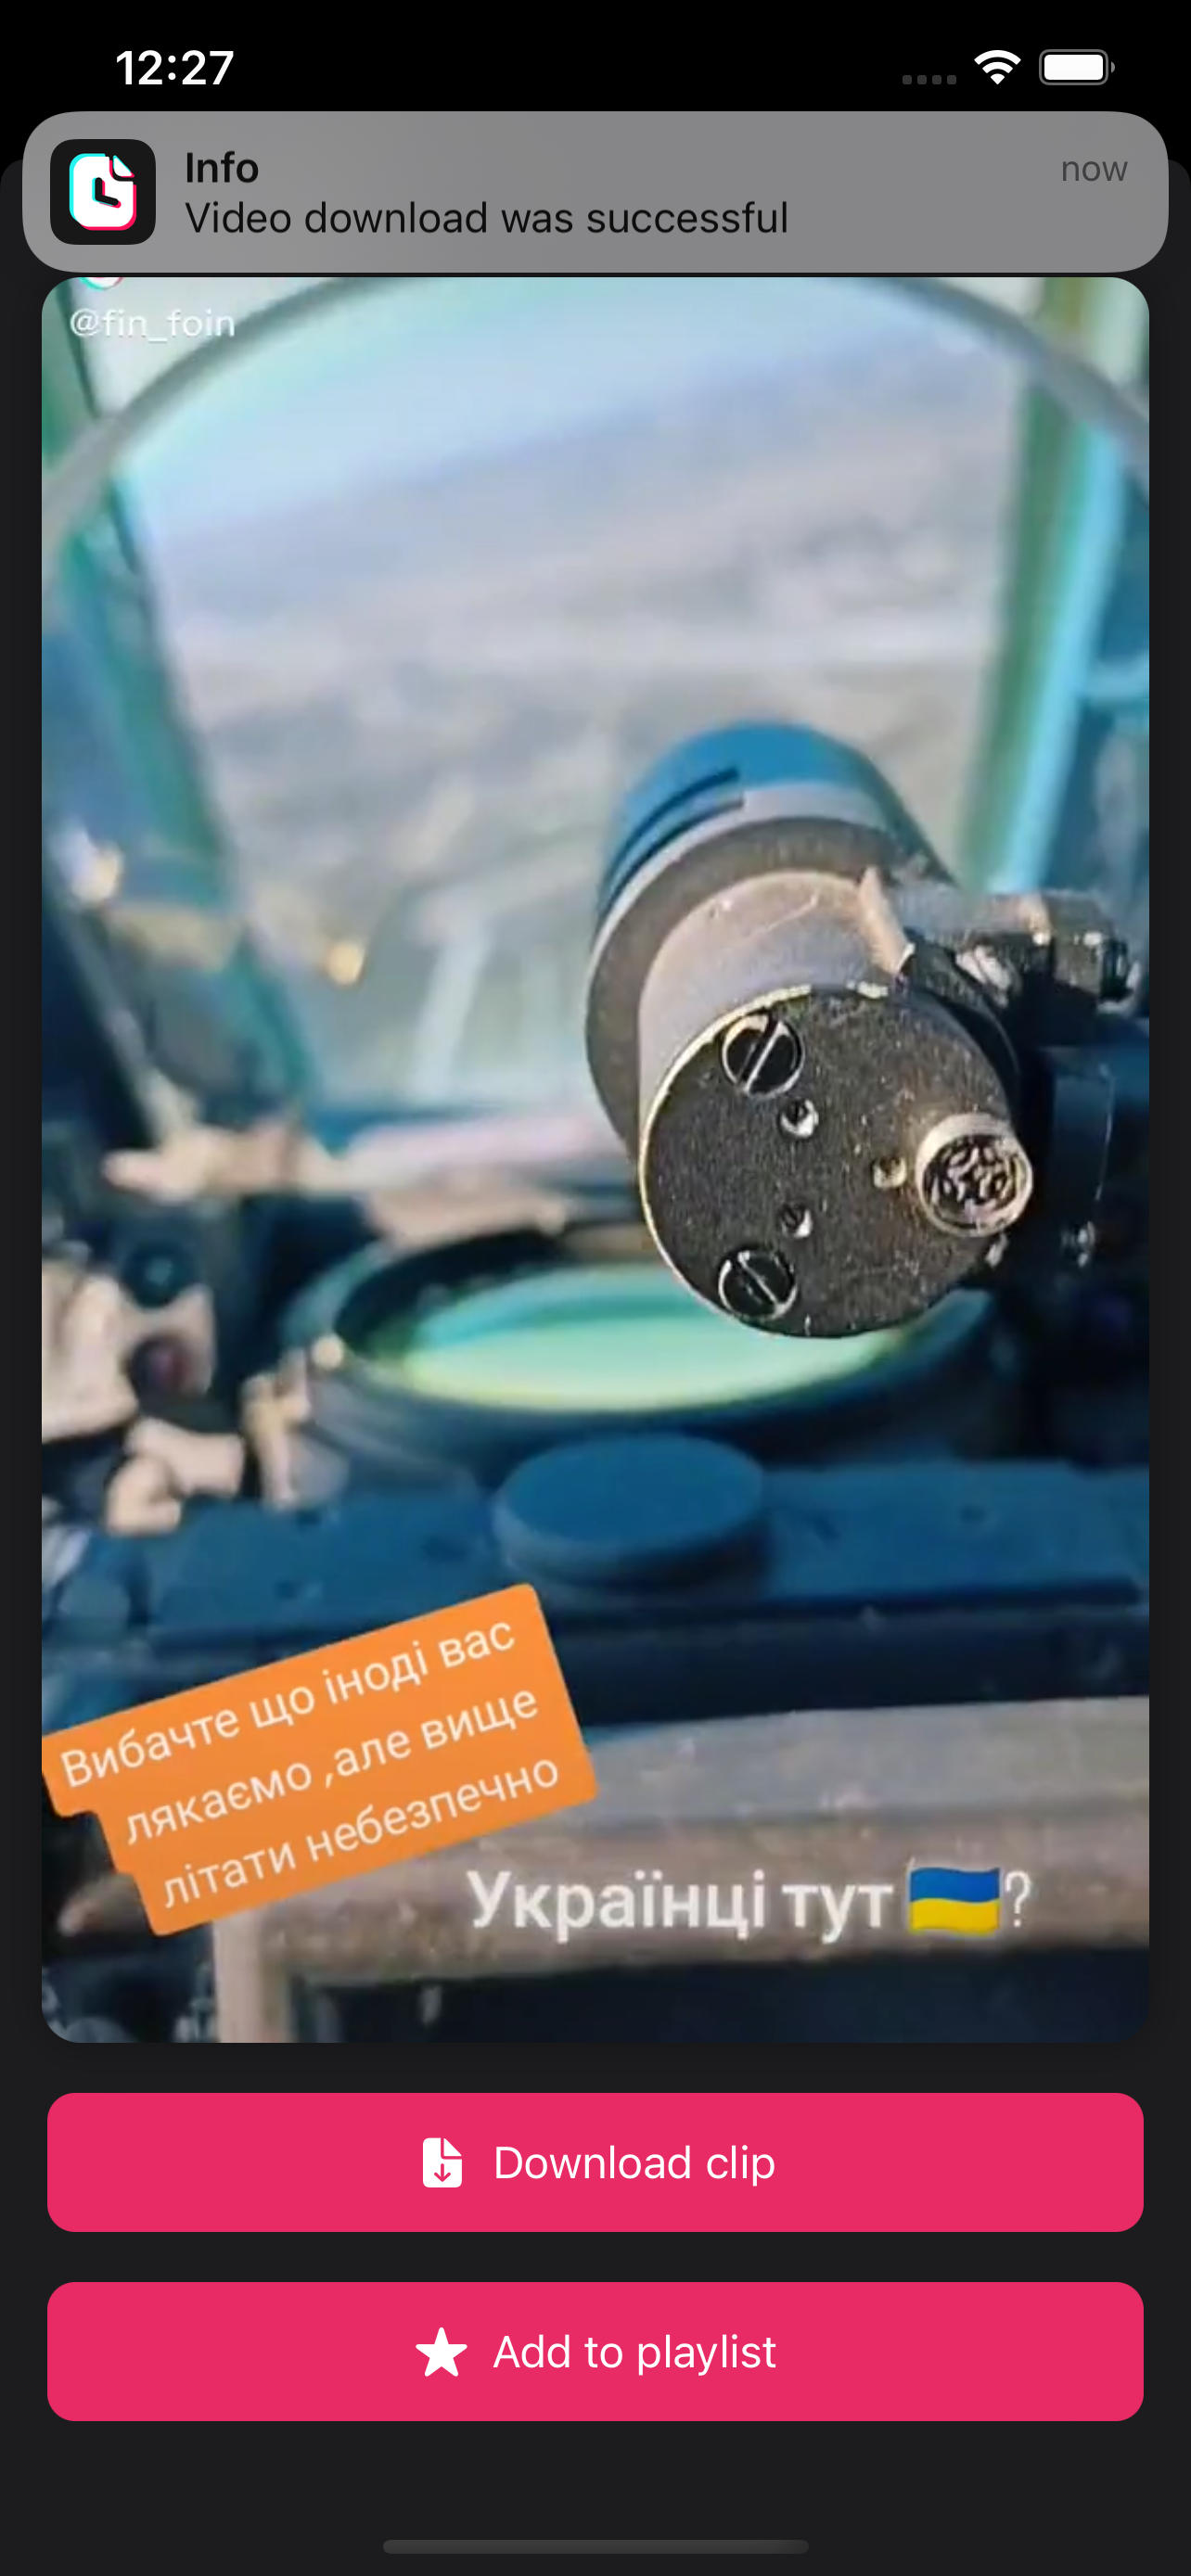 12:27
Info
now
Video download was successful
@fin_foin
Вибачте що іноді вас
лякаємо ,але вище
літати небезпечно
Українці тут 🇺🇦?
Download clip
Add to playlist